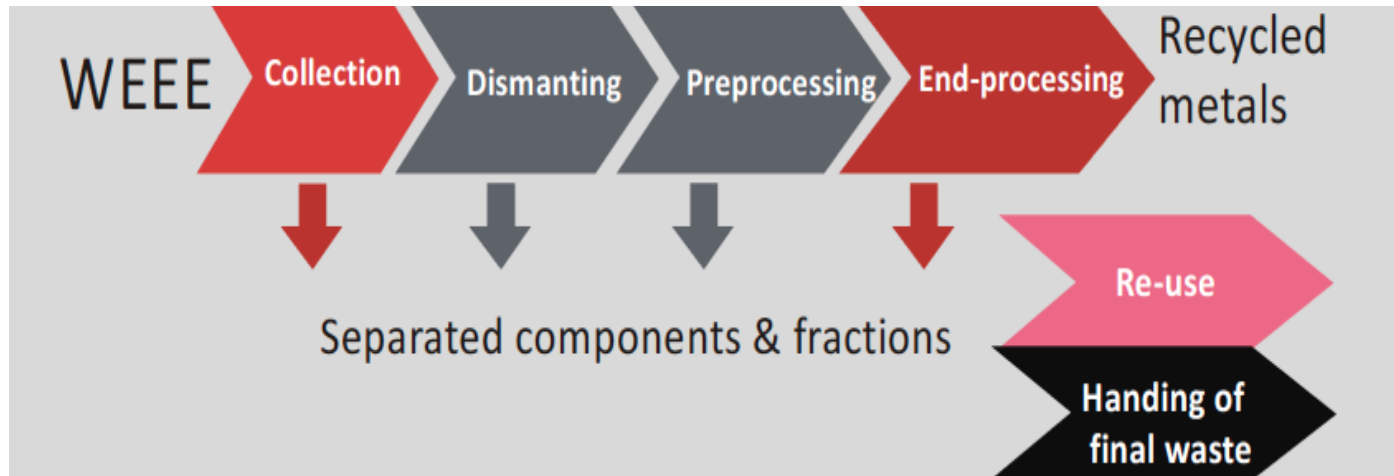 WEEE
Collection
Dismanting
Preprocessing
End-processing
Recycled
metals
Separated components & fractions
Re-use
Handing of
final waste